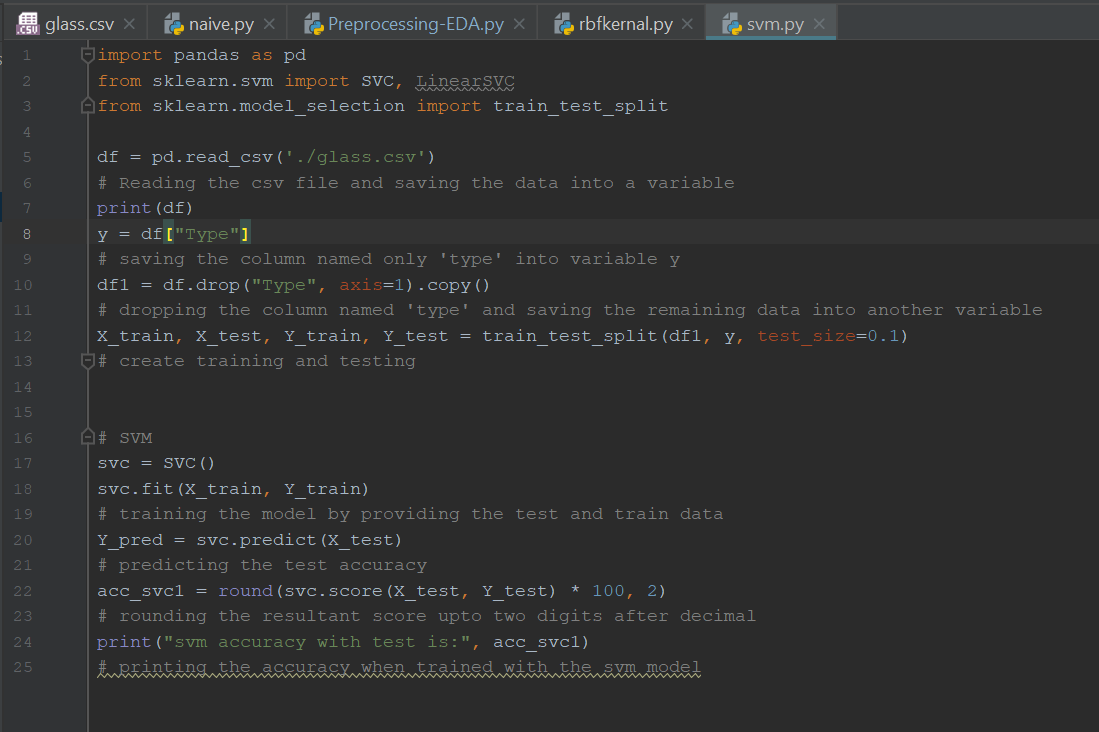 glass.csv naive.py Preprocessing-EDA.py rbfkernal.py svm.py
1 import pandas as pd
2 from sklearn.svm import SVC, LinearSVC
3 from sklearn.model_selection import train_test_split
4
5 df = pd.read_csv('./glass.csv')
6 # Reading the csv file and saving the data into a variable
7 print(df)
8 y = df["Type"]
9 # saving the column named only 'type' into variable y
10 df1 = df.drop("Type", axis=1).copy()
11 # dropping the column named 'type' and saving the remaining data into another variable
12 X_train, X_test, Y_train, Y_test = train_test_split(df1, y, test_size=0.1)
13 # create training and testing
14
15
16 # SVM
17 svc = SVC()
18 svc.fit(X_train, Y_train)
19 # training the model by providing the test and train data
20 Y_pred = svc.predict(X_test)
21 # predicting the test accuracy
22 acc_svc1 = round(svc.score(X_test, Y_test) * 100, 2)
23 # rounding the resultant score upto two digits after decimal
24 print("svm accuracy with test is:", acc_svc1)
25 # printing the accuracy when trained with the svm model